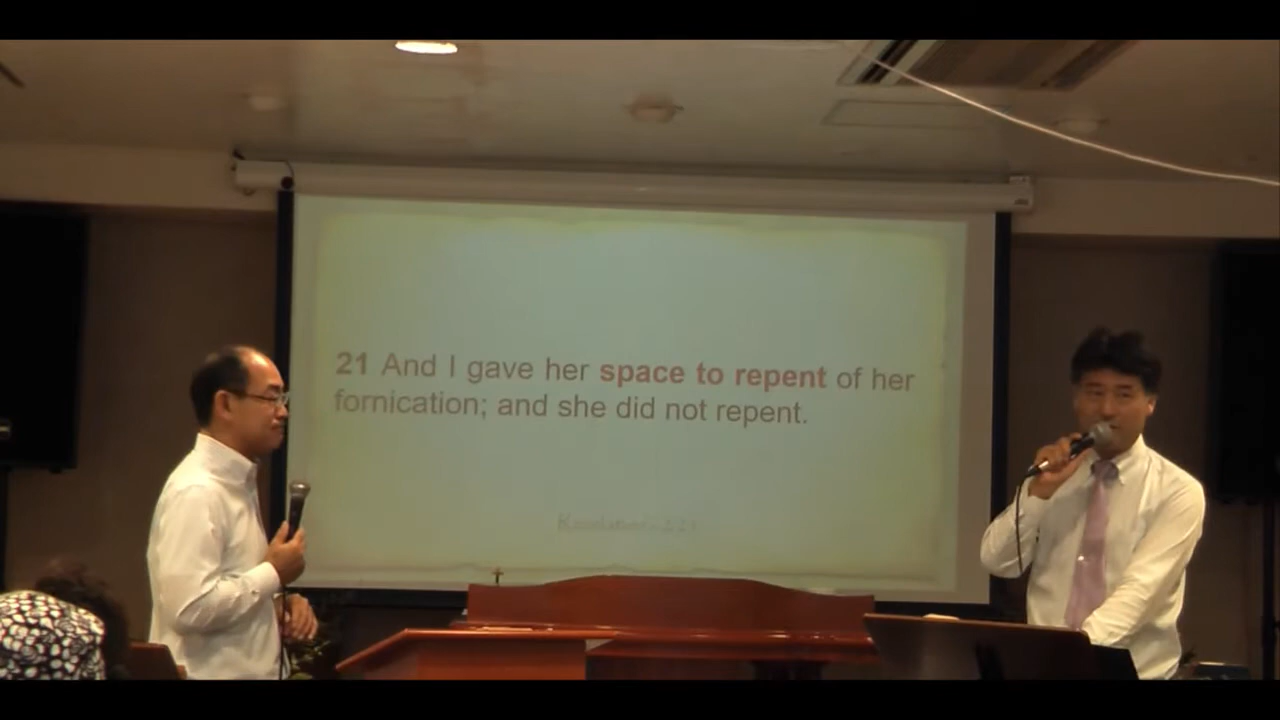 21 And I gave her space to repent of her
fornication; and she did not repent.